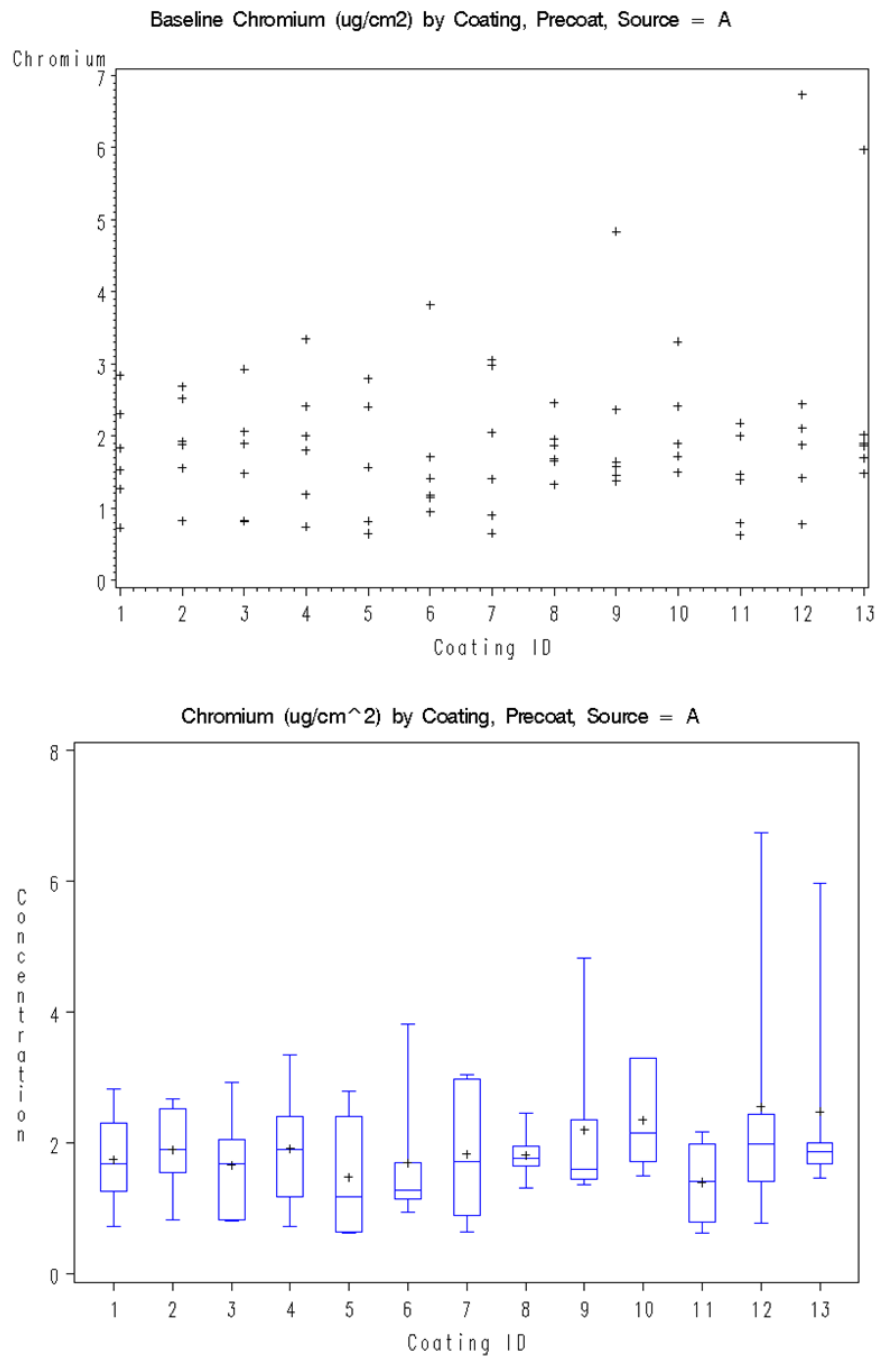 Baseline Chromium (ug/cm2) by Coating, Precoat, Source = A
Chromium
7
6
5
4
3
2
1
0
1 2 3 4 5 6 7 8 9 10 11 12 13
Coating ID
Chromium (ug/cm^2) by Coating, Precoat, Source = A
Concentration
8
6
4
2
0
1 2 3 4 5 6 7 8 9 10 11 12 13
Coating ID